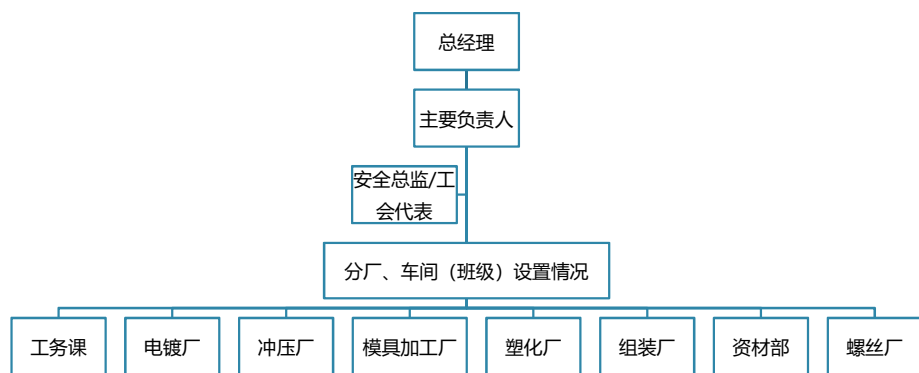 总经理
主要负责人
安全总监/工
会代表
分厂、车间（班级）设置情况
工务课
电镀厂
冲压厂
模具加工厂
塑化厂
组装厂
资材部
螺丝厂